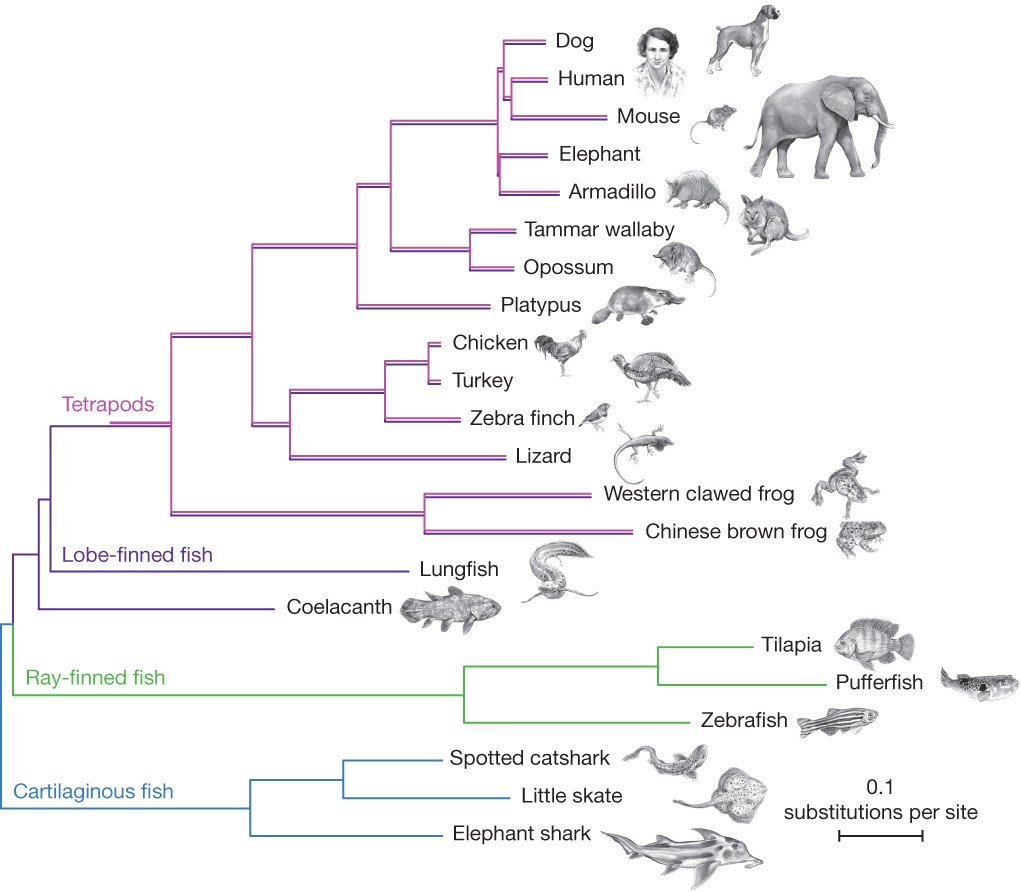 Dog
Human
Mouse
Elephant
Armadillo
Tammar wallaby
Opossum
Platypus
Chicken
Turkey
Tetrapods
Zebra finch
Lizard
Western clawed frog
Chinese brown frog
Lobe-finned fish
Lungfish
Coelacanth
Tilapia
Ray-finned fish
Pufferfish
Zebrafish
Spotted catshark
Cartilaginous fish
Little skate
0.1
substitutions per site
Elephant shark